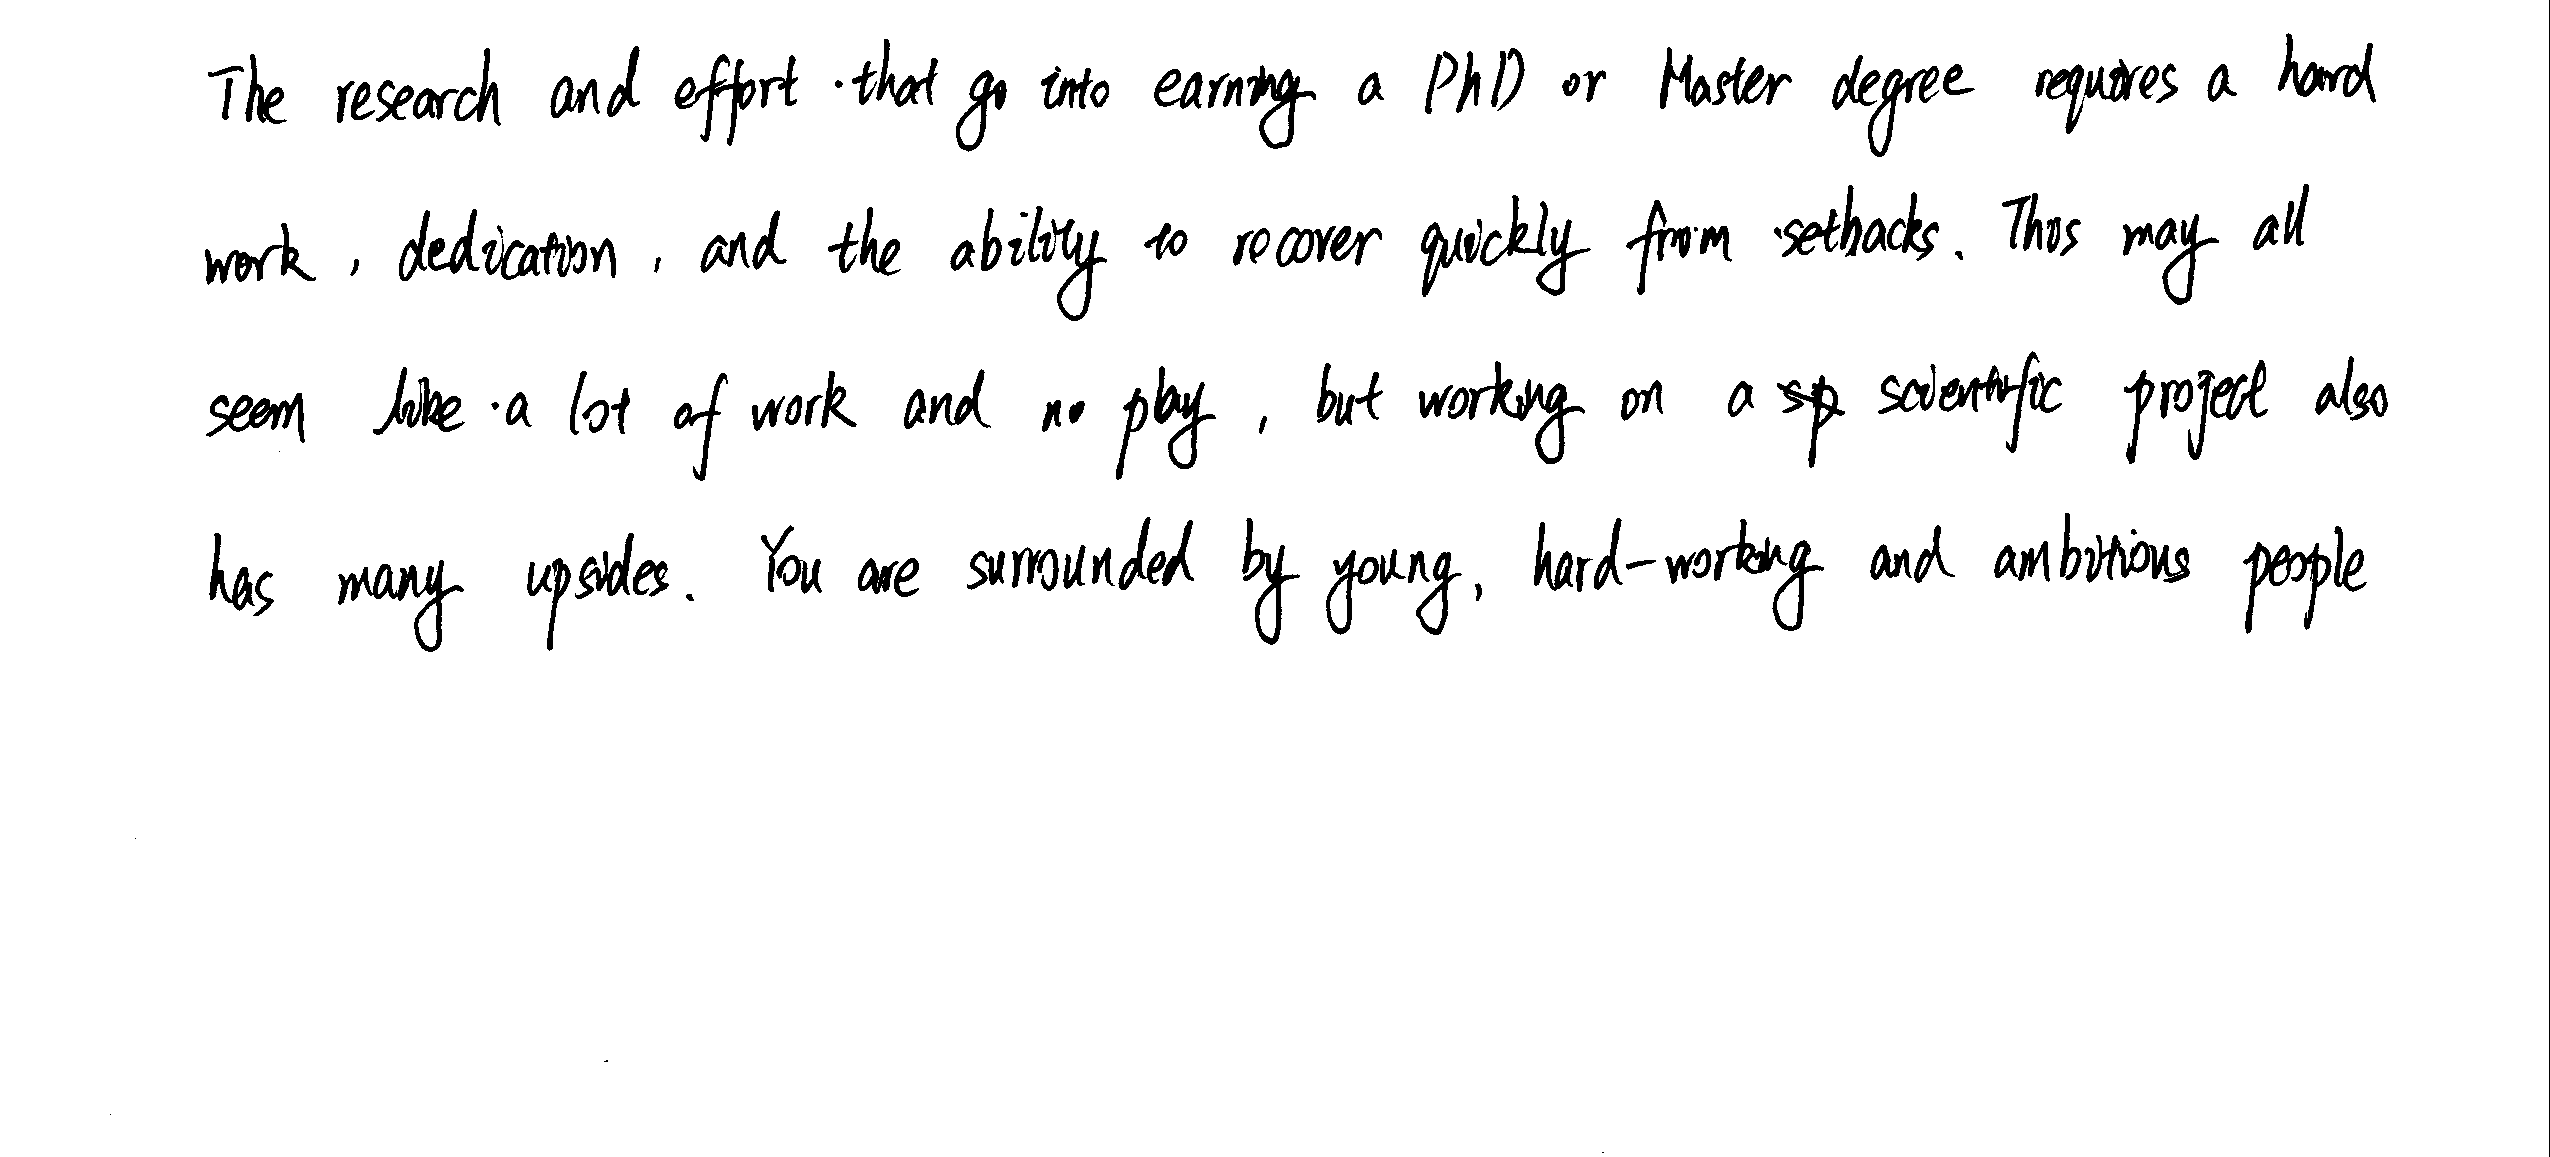 The research and effort that go into earning a PhD or Master degree requires a hard
work, dedication, and the ability to recover quickly from setbacks. This may all
seem like a lot of work and no play, but working on a sp scientific project also
has many upsides. You are surrounded by young, hard-working and ambitious people